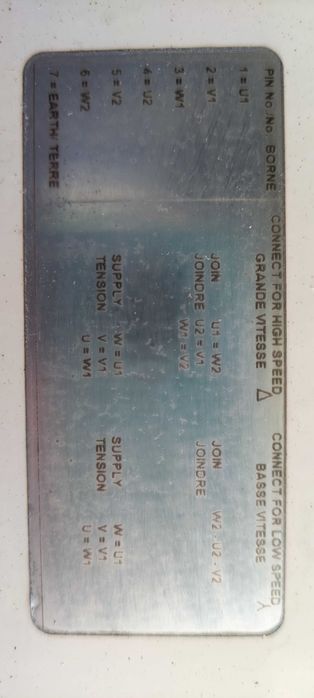 PIN No./No. BORNE CONNECT FOR HIGH SPEED CONNECT FOR LOW SPEED
GRANDE VITESSE △ BASSE VITESSE Y
1 = U1
2 = V1 JOIN U1 = W2 JOIN W2 - U2 - V2
JOINDRE U2 = V1 JOINDRE
3 = W1 W1 = V2
4 = U2
5 = V2 SUPPLY W = U1 SUPPLY W = U1
TENSION V = V1 TENSION V = V1
6 = W2 U = W1 U = W1
7 = EARTH/ TERRE